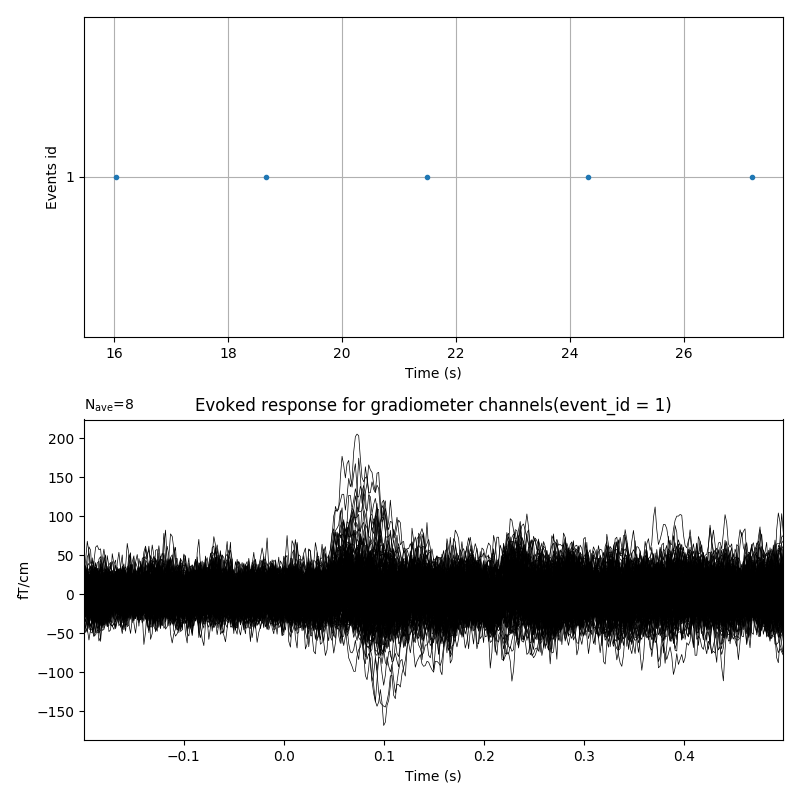 Events id
1
16 18 20 22 24 26
Time (s)
Nave=8
Evoked response for gradiometer channels(event_id = 1)
fT/cm
200
150
100
50
0
−50
−100
−150
−0.1 0.0 0.1 0.2 0.3 0.4
Time (s)